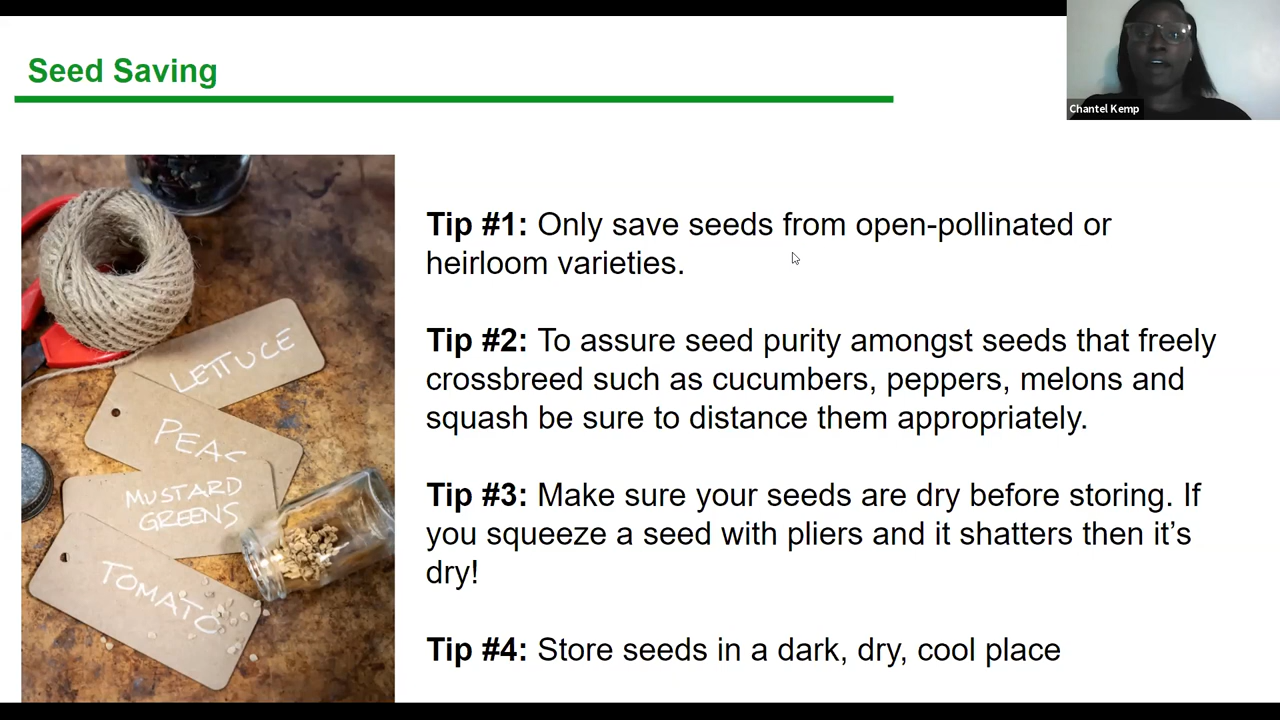 Seed Saving
Chantel Kemp
Tip #1: Only save seeds from open-pollinated or
heirloom varieties.
Tip #2: To assure seed purity amongst seeds that freely
crossbreed such as cucumbers, peppers, melons and
squash be sure to distance them appropriately.
Tip #3: Make sure your seeds are dry before storing. If
you squeeze a seed with pliers and it shatters then it’s
dry!
Tip #4: Store seeds in a dark, dry, cool place
LETTUCE
PEAS
MUSTARD
GREENS
TOMATO